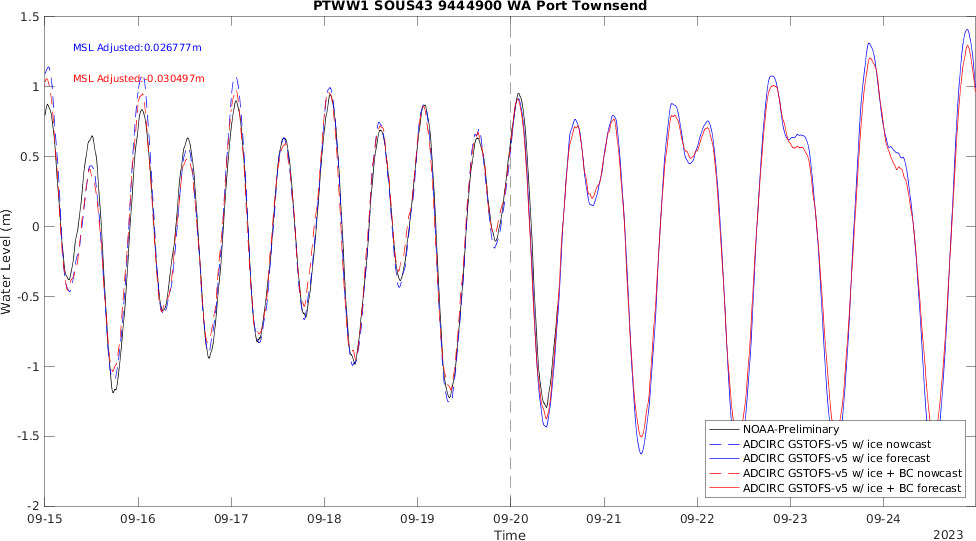 PTWW1 SOUS43 9444900 WA Port Townsend
MSL Adjusted:0.026777m
MSL Adjusted:-0.030497m
1.5
1
0.5
0
-0.5
-1
-1.5
-2
Water Level (m)
NOAA-Preliminary
ADCIRC GSTOFS-v5 w/ ice nowcast
ADCIRC GSTOFS-v5 w/ ice forecast
ADCIRC GSTOFS-v5 w/ ice + BC nowcast
ADCIRC GSTOFS-v5 w/ ice + BC forecast
09-15 09-16 09-17 09-18 09-19 09-20 09-21 09-22 09-23 09-24
Time
2023